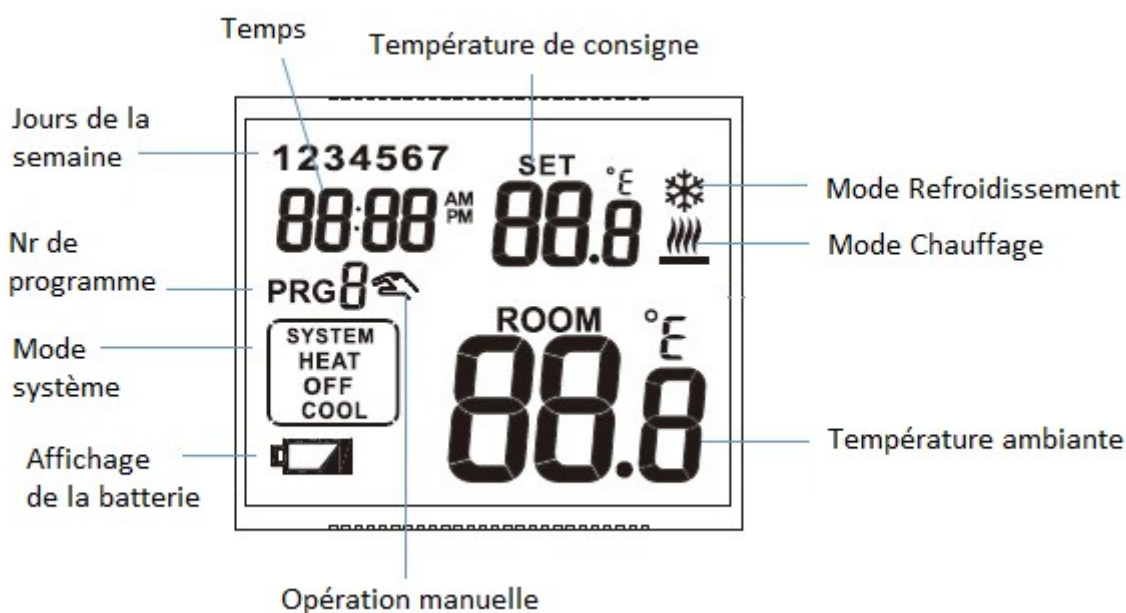 Temps
Température de consigne
Jours de la
semaine
1234567
SET
88:88
AM
PM
88.8
°E
Mode Refroidissement
Mode Chauffage
Nr de
programme
PRG8
ROOM
°E
Mode
système
SYSTEM
HEAT
OFF
COOL
88.8
Température ambiante
Affichage
de la batterie
Opération manuelle